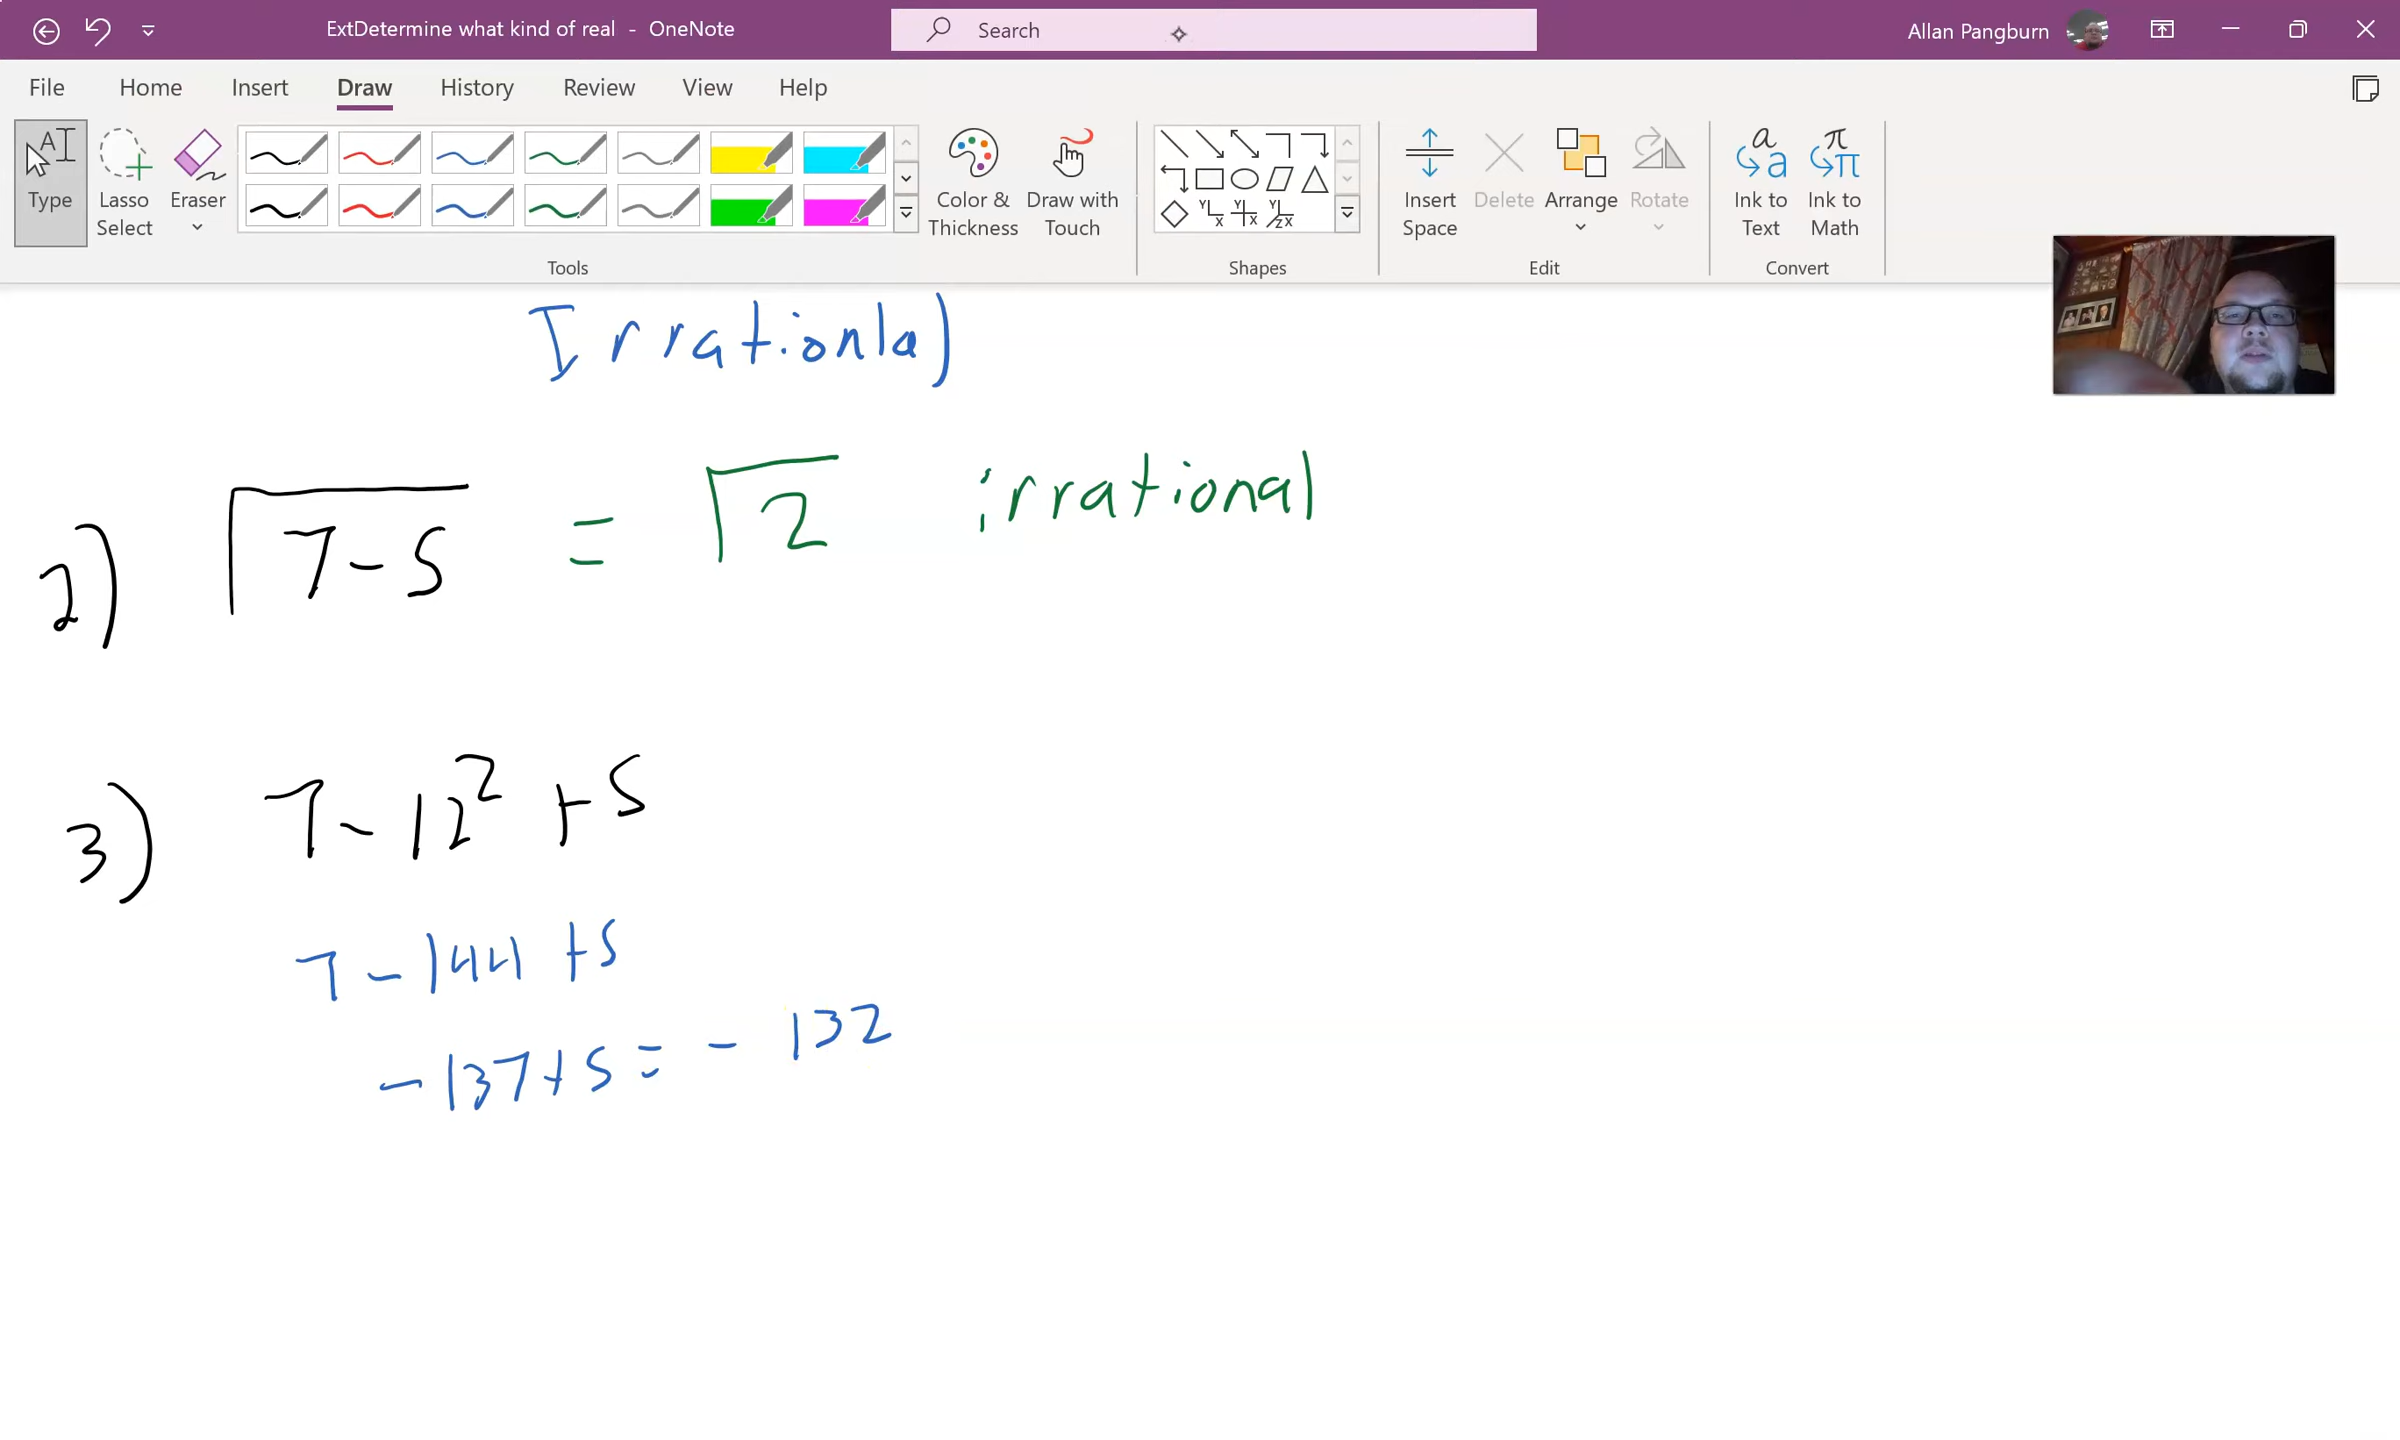 ExtDetermine what kind of real - OneNote
Search
Allan Pangburn
File Home Insert Draw History Review View Help
Type
Lasso Select
Eraser
Color & Thickness
Draw with Touch
Insert Space
Delete
Arrange
Rotate
Ink to Text
Ink to Math
Tools
Shapes
Edit
Convert
Irrationlal
2) √7-5 = √2 irrational
3) 7-12² +5
7-144 +5
-137+5=-132